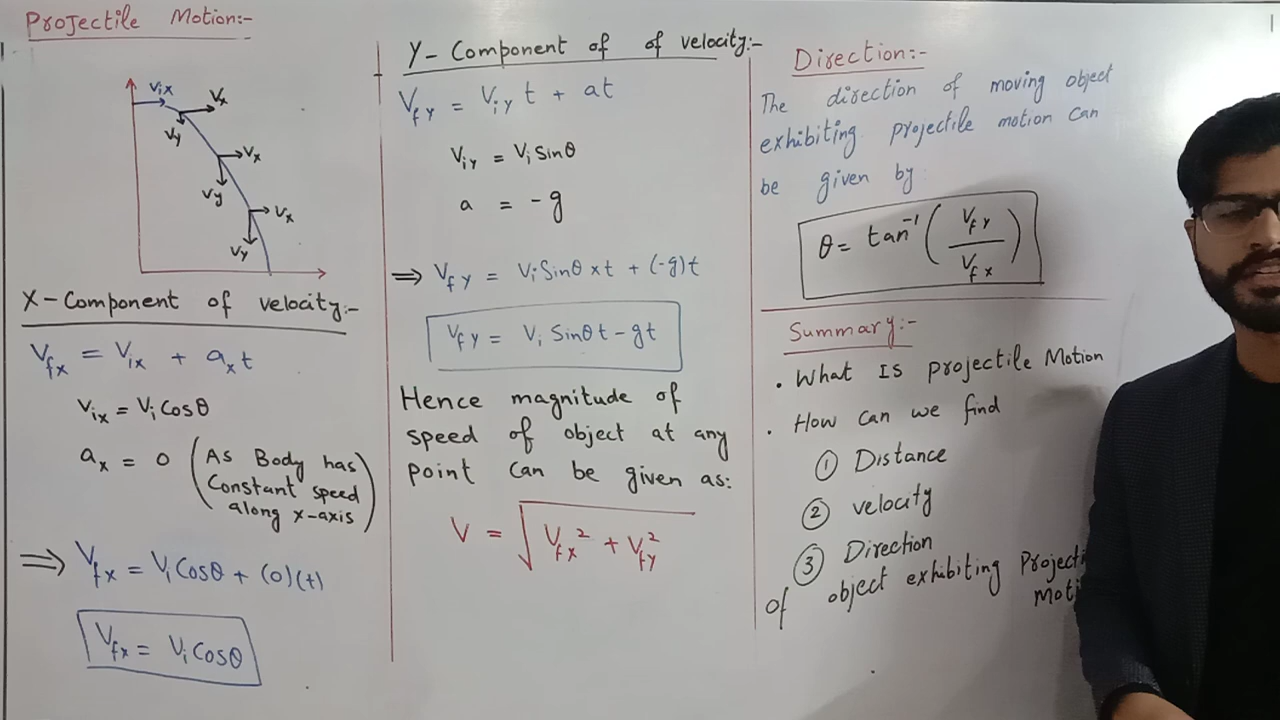 Projectile Motion:-
Vix
Vx
Vy
Vx
Vy
Vx
Vy
X-Component of velocity:-
Vfx = Vix + axt
Vix = Vi Cosθ
ax = 0 (As Body has
Constant speed
along x-axis)
⇒ Vfx = Vi Cosθ + (0)(t)
Vfx = Vi Cosθ
Y-Component of of velocity:-
Vfy = Viy t + at
Viy = Vi Sinθ
a = -g
⇒ Vfy = Vi Sinθ x t + (-g)t
Vfy = Vi Sinθ t - gt
Hence magnitude of
speed of object at any
point can be given as:
V = √Vfx² + Vfy²
Direction:-
The direction of moving object
exhibiting projectile motion can
be given by:
θ = tan⁻¹ (Vfy / Vfx)
Summary:-
• What Is projectile Motion
• How can we find
① Distance
② velocity
③ Direction
of object exhibiting Projecti
Moti